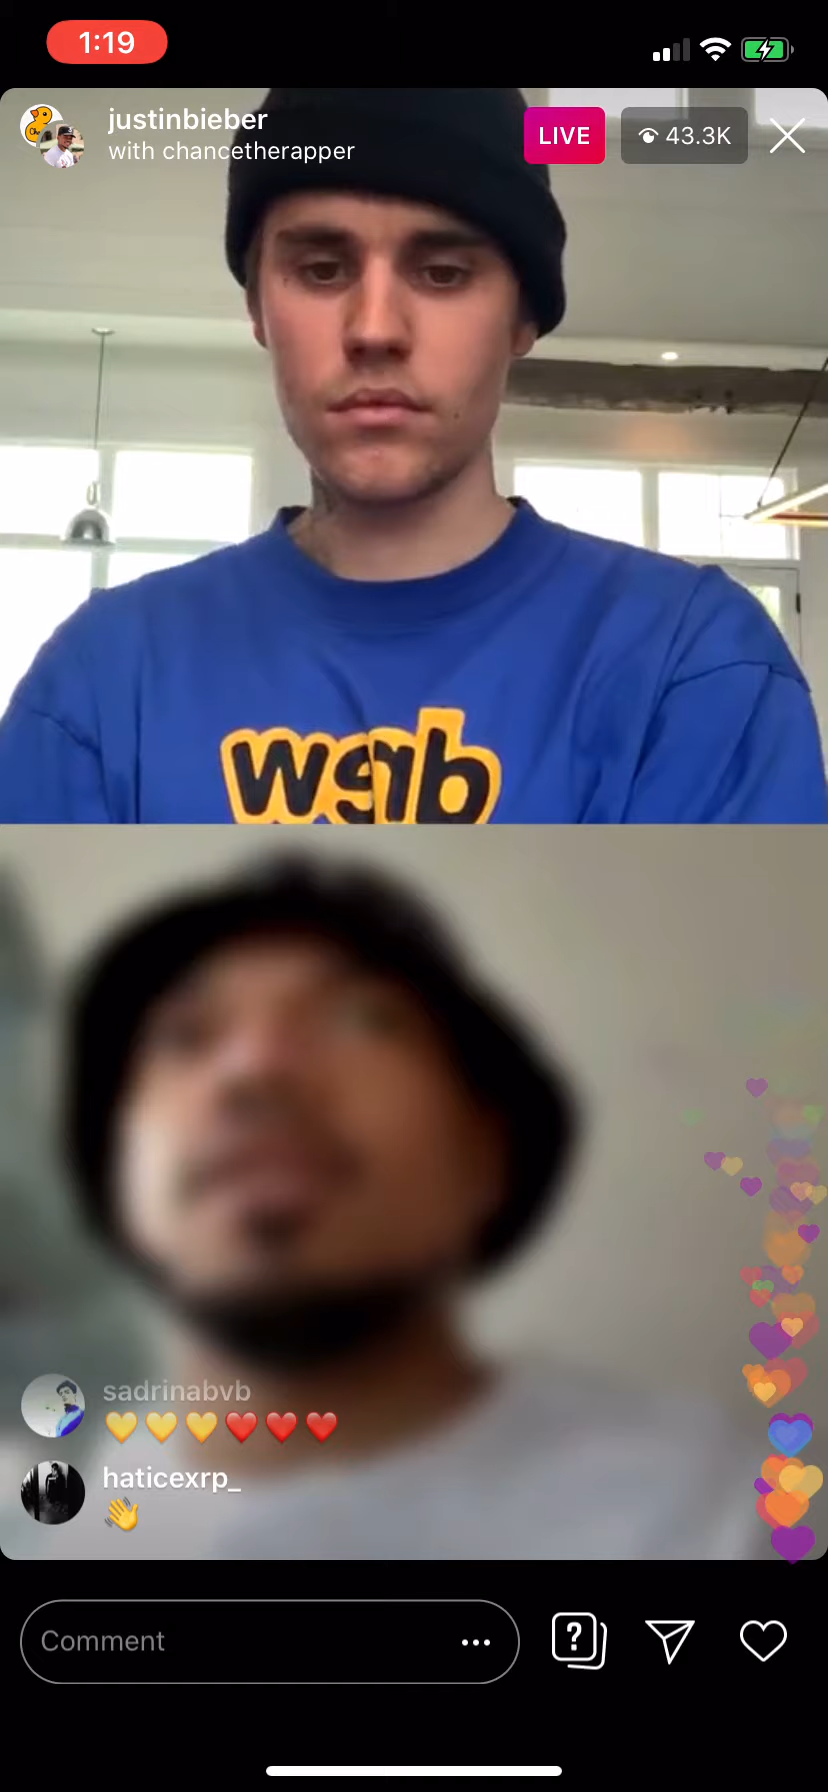 1:19
justinbieber
with chancetherapper
LIVE
43.3K
sadrinabvb
💛💛💛❤️❤️❤️
haticexrp_
👋
Comment